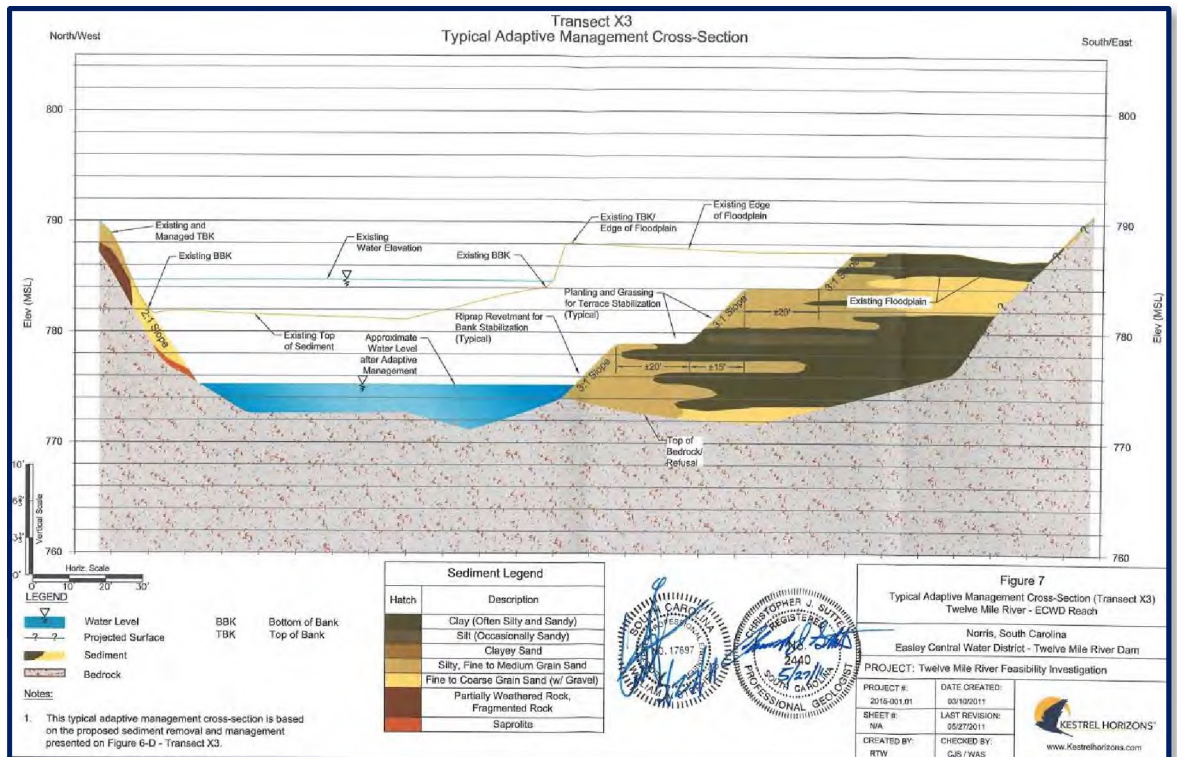 Transect X3
Typical Adaptive Management Cross-Section
North/West
South/East
800
790
780
770
760
Elev (MSL)
800
790
780
770
760
Elev (MSL)
Existing and
Managed TBK
Existing BBK
2:1 Slope
Existing
Water Elevation
Existing Top
of Sediment
Approximate
Water Level
after Adaptive
Management
Existing BBK
Existing TBK/
Edge of Floodplain
Existing Edge
of Floodplain
Planting and Grassing
for Terrace Stabilization
(Typical)
Riprap Revetment for
Bank Stabilization
(Typical)
3:1 Slope
3:1 Slope
3:1 Slope
±20'
±15'
±20'
Existing Floodplain
?
?
?
Top of
Bedrock/
Refusal
10'
0'
Vertical Scale
Horiz. Scale
0' 10' 20' 30'
LEGEND
Water Level
? ? Projected Surface
Sediment
Bedrock
BBK Bottom of Bank
TBK Top of Bank
Notes:
1. This typical adaptive management cross-section is based
on the proposed sediment removal and management
presented on Figure 6-D - Transect X3.
Sediment Legend
Hatch Description
Clay (Often Silty and Sandy)
Silt (Occasionally Sandy)
Clayey Sand
Silty, Fine to Medium Grain Sand
Fine to Coarse Grain Sand (w/ Gravel)
Partially Weathered Rock,
Fragmented Rock
Saprolite
NO. 17697
CHRISTOPHER J.
REGISTERED
No.
2440
5/27/11
PROFESSIONAL GEOLOGIST
SOUTH CAROLINA
Figure 7
Typical Adaptive Management Cross-Section (Transect X3)
Twelve Mile River - ECWD Reach
Norris, South Carolina
Easley Central Water District - Twelve Mile River Dam
PROJECT: Twelve Mile River Feasibility Investigation
PROJECT #:
2015-001.01
DATE CREATED:
03/10/2011
SHEET #:
N/A
LAST REVISION:
05/27/2011
CREATED BY:
RTW
CHECKED BY:
CJS / WAS
KESTREL HORIZONS
www.Kestrelhorizons.com